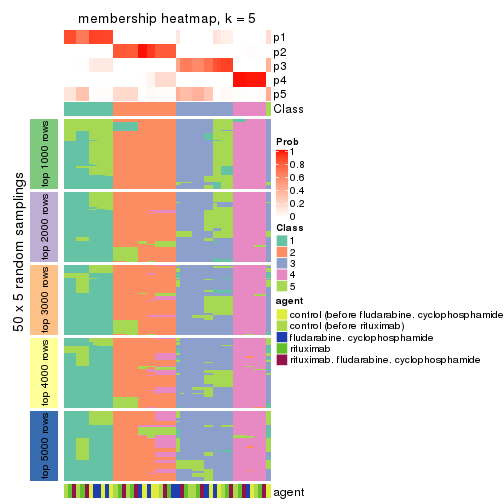 membership heatmap, k = 5
p1
p2
p3
p4
p5
Class
50 x 5 random samplings
top 1000 rows
top 2000 rows
top 3000 rows
top 4000 rows
top 5000 rows
Prob
1
0.8
0.6
0.4
0.2
0
Class
1
2
3
4
5
agent
control (before fludarabine. cyclophosphamide
control (before rituximab)
fludarabine. cyclophosphamide
rituximab
rituximab. fludarabine. cyclophosphamide
agent